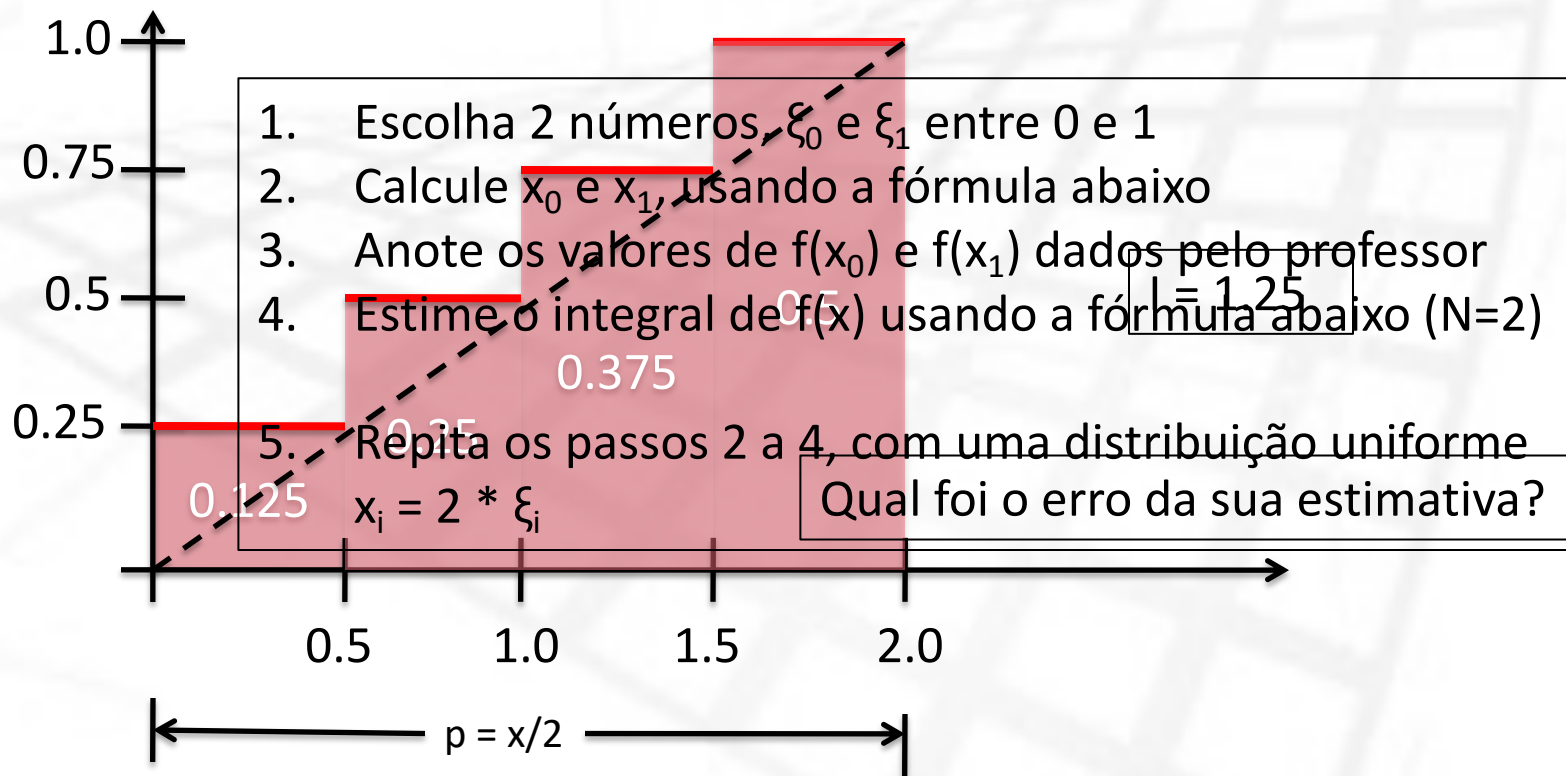 1.0
0.75
0.5
0.25
1. Escolha 2 números, ξ0 e ξ1 entre 0 e 1
2. Calcule x0 e x1, usando a fórmula abaixo
3. Anote os valores de f(x0) e f(x1) dados pelo professor
4. Estime o integral de f(x) usando a fórmula abaixo (N=2)
5. Repita os passos 2 a 4, com uma distribuição uniforme
xi = 2 * ξi
I = 1.25
Qual foi o erro da sua estimativa?
0.125
0.25
0.375
0.5
0.5 1.0 1.5 2.0
p = x/2